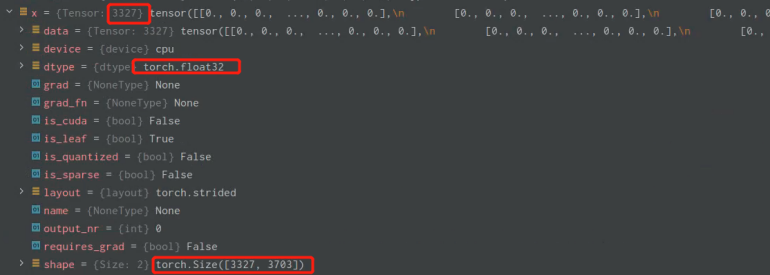 x = {Tensor: 3327} tensor([[0., 0., 0., ..., 0., 0., 0.],\n [0., 0., 0., ..., 0., 0., 0.],\n [0., 0.
data = {Tensor: 3327} tensor([[0., 0., 0., ..., 0., 0., 0.],\n [0., 0., 0., ..., 0., 0., 0.],\n [0.,
device = {device} cpu
dtype = {dtype} torch.float32
grad = {NoneType} None
grad_fn = {NoneType} None
is_cuda = {bool} False
is_leaf = {bool} True
is_quantized = {bool} False
is_sparse = {bool} False
layout = {layout} torch.strided
name = {NoneType} None
output_nr = {int} 0
requires_grad = {bool} False
shape = {Size: 2} torch.Size([3327, 3703])